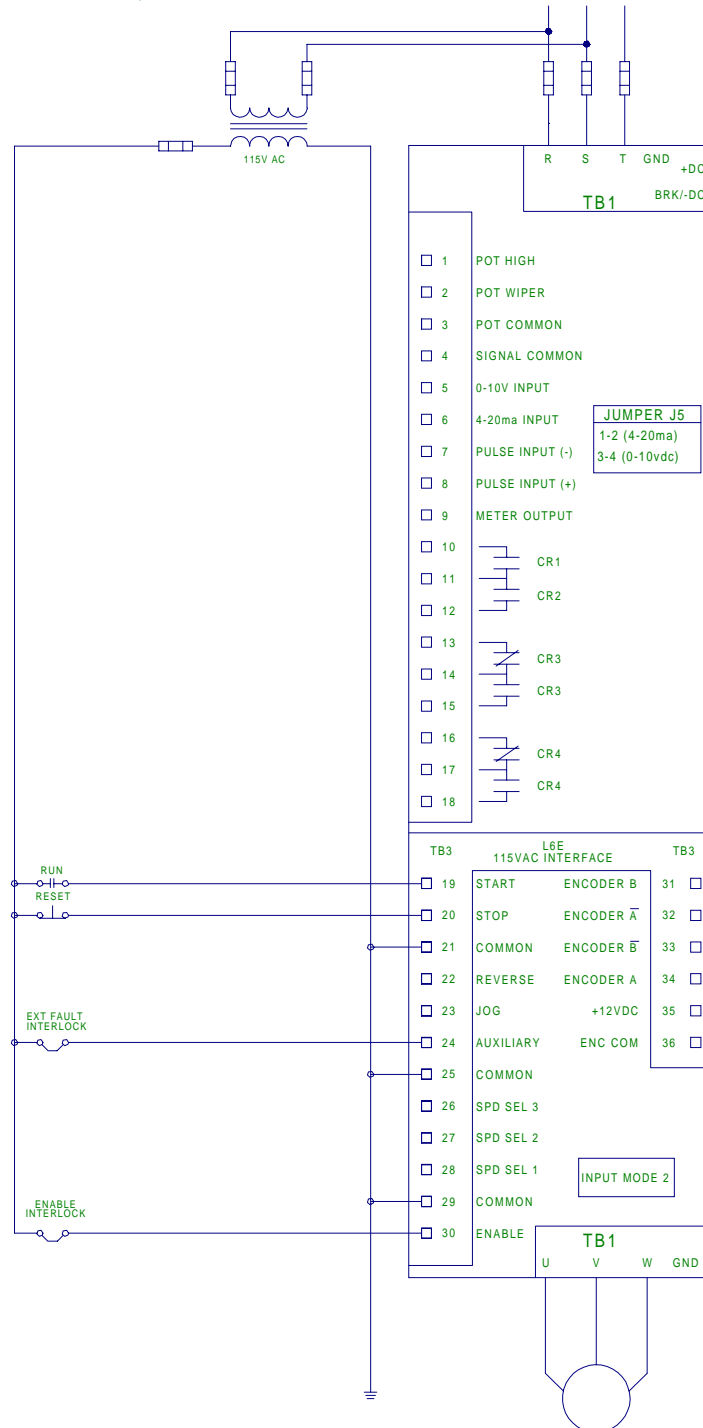 115V AC
R S T GND
+DC
TB1
BRK/-DC
1 POT HIGH
2 POT WIPER
3 POT COMMON
4 SIGNAL COMMON
5 0-10V INPUT
6 4-20ma INPUT
7 PULSE INPUT (-)
8 PULSE INPUT (+)
9 METER OUTPUT
JUMPER J5
1-2 (4-20ma)
3-4 (0-10vdc)
10
CR1
11
CR2
12
13
CR3
14
CR3
15
16
CR4
17
CR4
18
TB3
L6E
115VAC INTERFACE
TB3
RUN
19 START ENCODER B 31
RESET
20 STOP ENCODER A̅ 32
21 COMMON ENCODER B̅ 33
22 REVERSE ENCODER A 34
23 JOG +12VDC 35
EXT FAULT
INTERLOCK
24 AUXILIARY ENC COM 36
25 COMMON
26 SPD SEL 3
27 SPD SEL 2
28 SPD SEL 1
INPUT MODE 2
29 COMMON
ENABLE
INTERLOCK
30 ENABLE
TB1
U V W GND